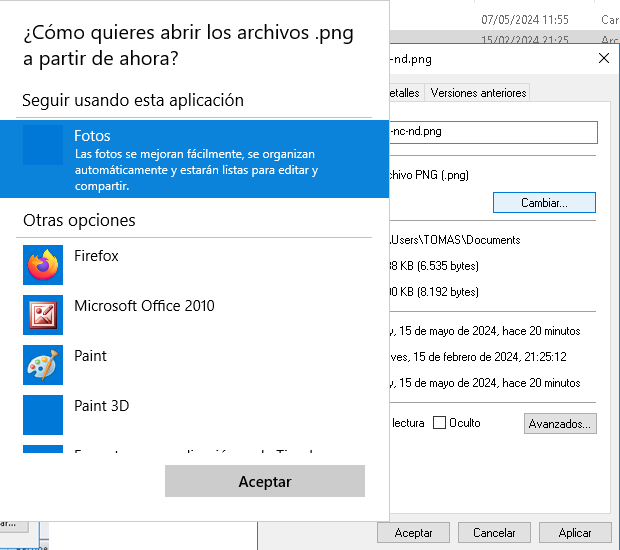 ¿Cómo quieres abrir los archivos .png
a partir de ahora?
Seguir usando esta aplicación
Fotos
Las fotos se mejoran fácilmente, se organizan
automáticamente y estarán listas para editar y
compartir.
Otras opciones
Firefox
Microsoft Office 2010
Paint
Paint 3D
Aceptar
07/05/2024 11:55
Car
15/02/2024 21:25
Arc
-nd.png
etalles
Versiones anteriores
-nc-nd.png
chivo PNG (.png)
Cambiar...
\Users\TOMAS\Documents
38 KB (6.535 bytes)
00 KB (8.192 bytes)
, 15 de mayo de 2024, hace 20 minutos
eves, 15 de febrero de 2024, 21:25:12
, 15 de mayo de 2024, hace 20 minutos
lectura
Oculto
Avanzados...
Aceptar
Cancelar
Aplicar
ar...